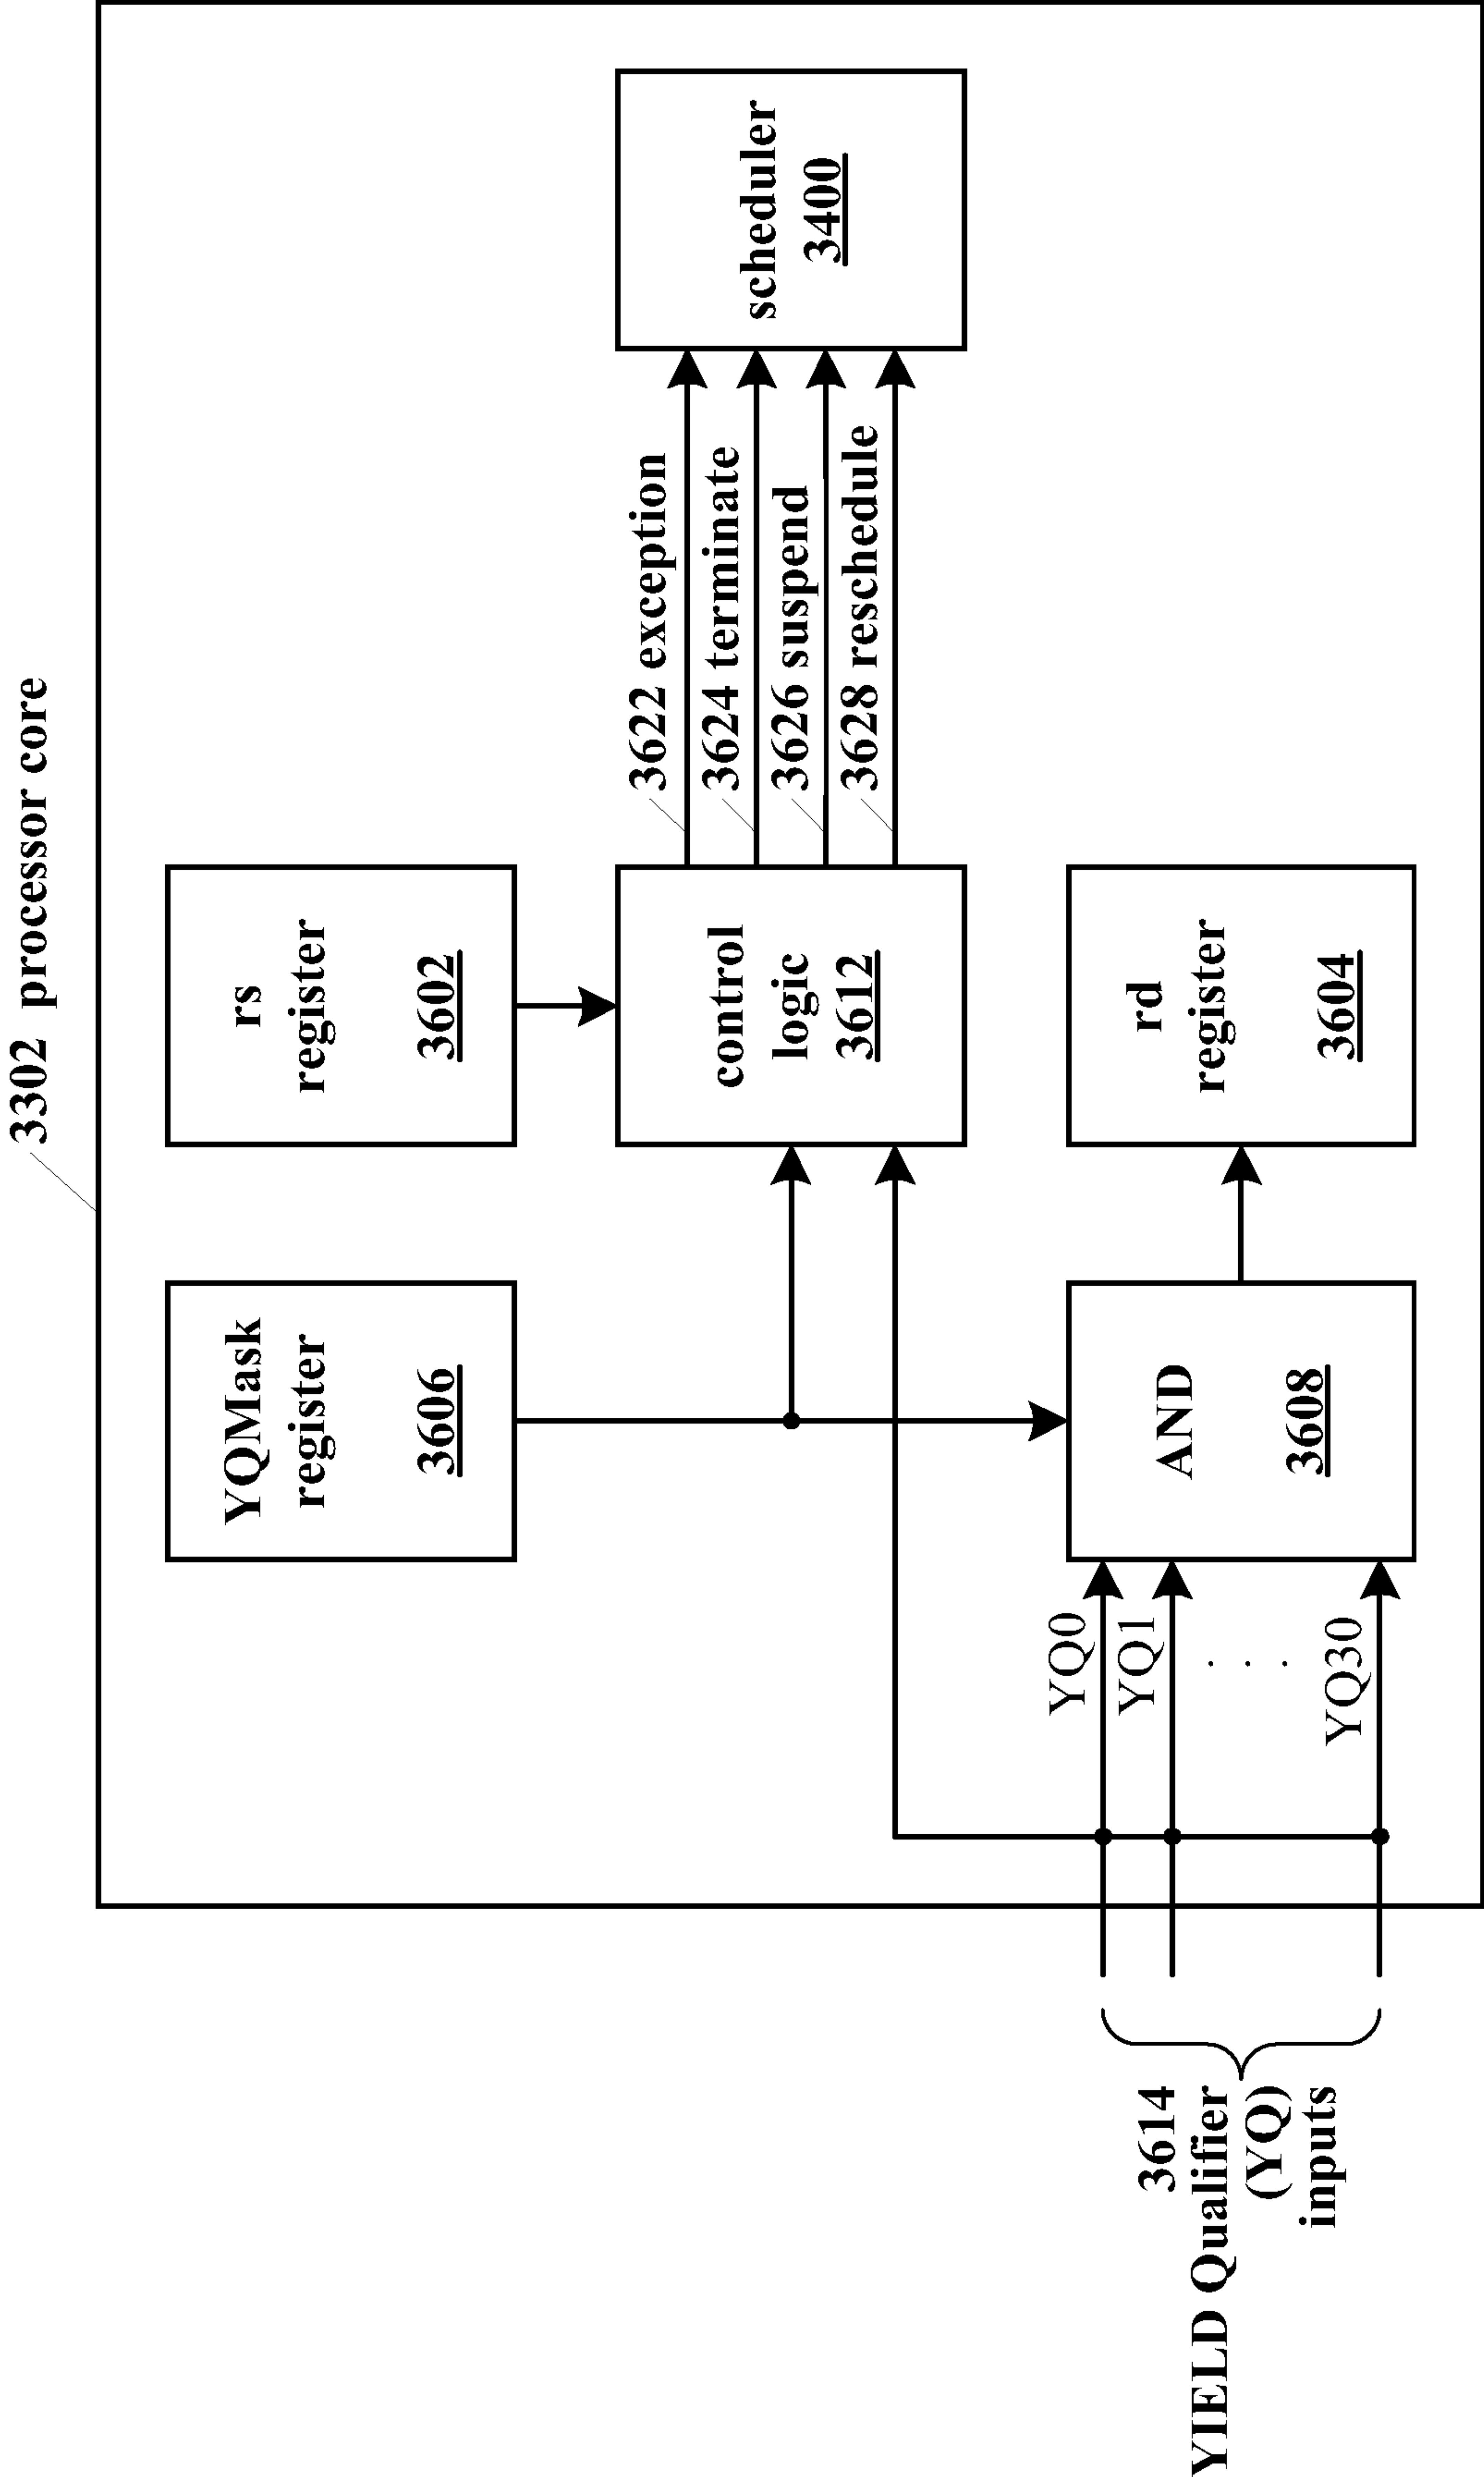 3302 processor core
YQMask
register
3606
rs
register
3602
control
logic
3612
3622 exception
3624 terminate
3626 suspend
3628 reschedule
scheduler
3400
3614
YIELD Qualifier
(YQ)
inputs
YQ0
YQ1
. . .
YQ30
AND
3608
rd
register
3604